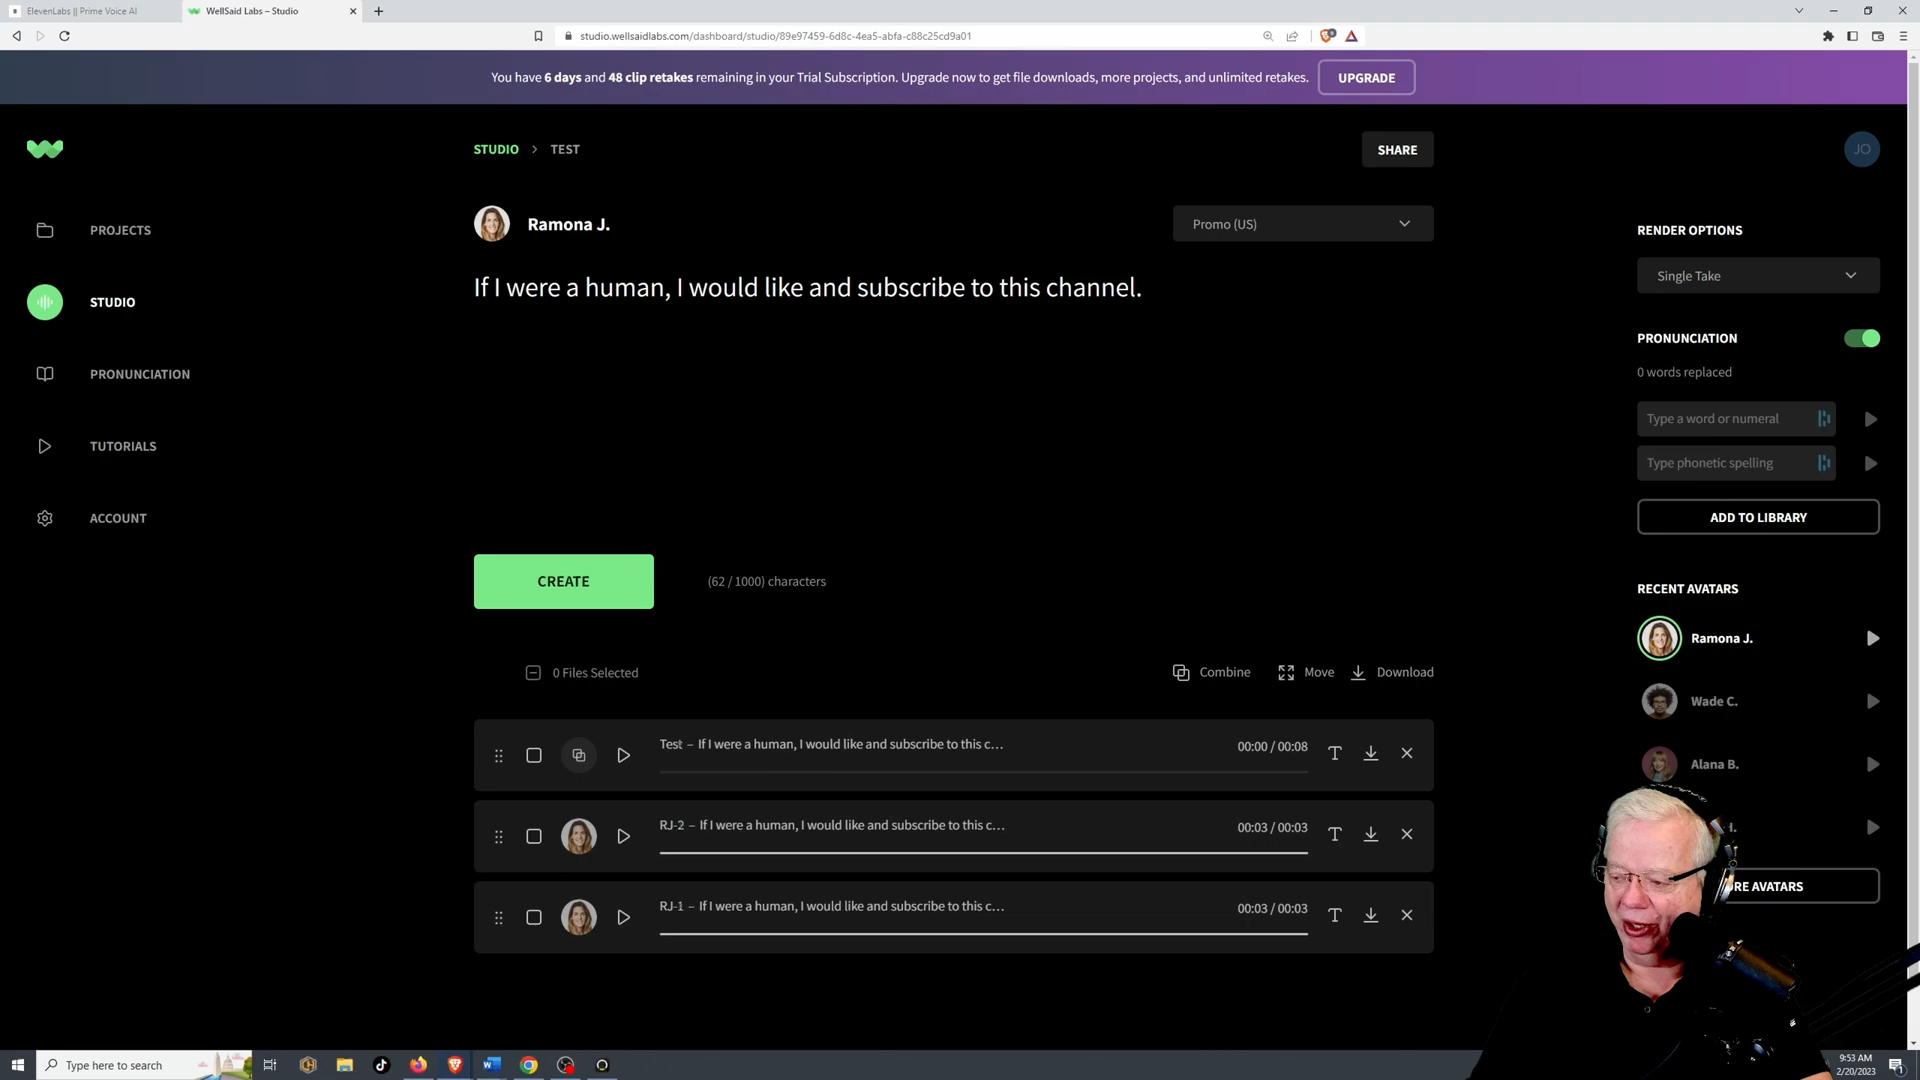 ElevenLabs || Prime Voice AI
WellSaid Labs – Studio
studio.wellsaidlabs.com/dashboard/studio/89e97459-6d8c-4ea5-abfa-c88c25cd9a01
You have 6 days and 48 clip retakes remaining in your Trial Subscription. Upgrade now to get file downloads, more projects, and unlimited retakes.
UPGRADE
STUDIO > TEST
SHARE
JO
PROJECTS
STUDIO
PRONUNCIATION
TUTORIALS
ACCOUNT
Ramona J.
Promo (US)
If I were a human, I would like and subscribe to this channel.
CREATE
(62 / 1000) characters
0 Files Selected
Combine
Move
Download
Test – If I were a human, I would like and subscribe to this c...
00:00 / 00:08
RJ-2 – If I were a human, I would like and subscribe to this c...
00:03 / 00:03
RJ-1 – If I were a human, I would like and subscribe to this c...
00:03 / 00:03
RENDER OPTIONS
Single Take
PRONUNCIATION
0 words replaced
Type a word or numeral
Type phonetic spelling
ADD TO LIBRARY
RECENT AVATARS
Ramona J.
Wade C.
Alana B.
AVATARS
Type here to search
9:53 AM
2/20/2023